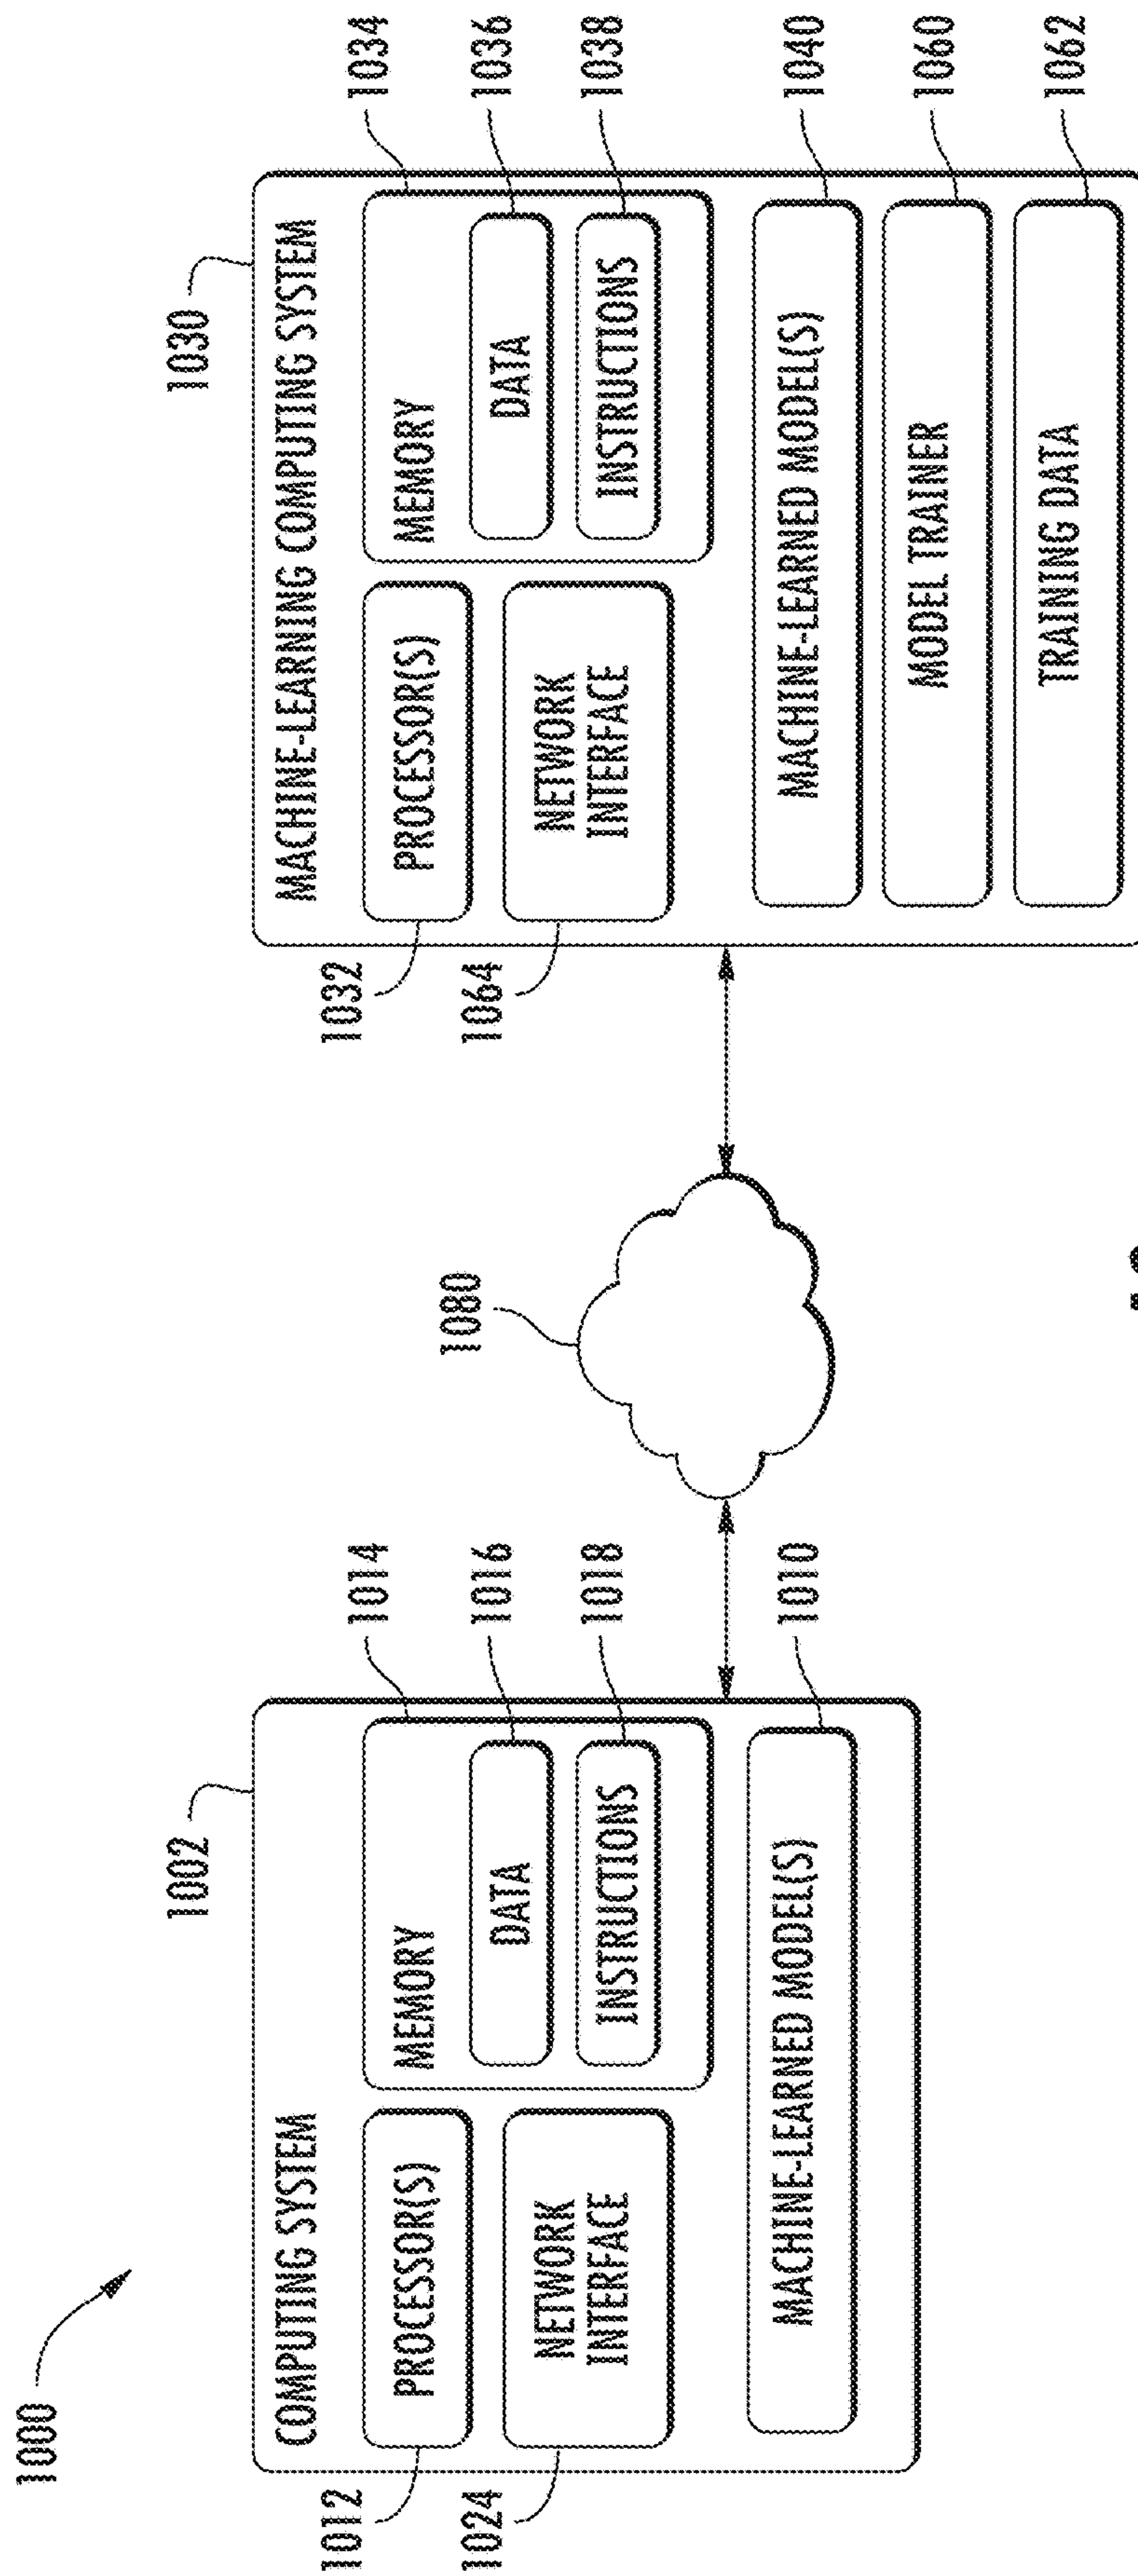 1000
1002
COMPUTING SYSTEM
1012
PROCESSOR(S)
1024
NETWORK
INTERFACE
MEMORY
1014
DATA
1016
INSTRUCTIONS
1018
MACHINE-LEARNED MODEL(S)
1010
1080
1030
MACHINE-LEARNING COMPUTING SYSTEM
1032
PROCESSOR(S)
1064
NETWORK
INTERFACE
MEMORY
1034
DATA
1036
INSTRUCTIONS
1038
MACHINE-LEARNED MODEL(S)
1040
MODEL TRAINER
1060
TRAINING DATA
1062